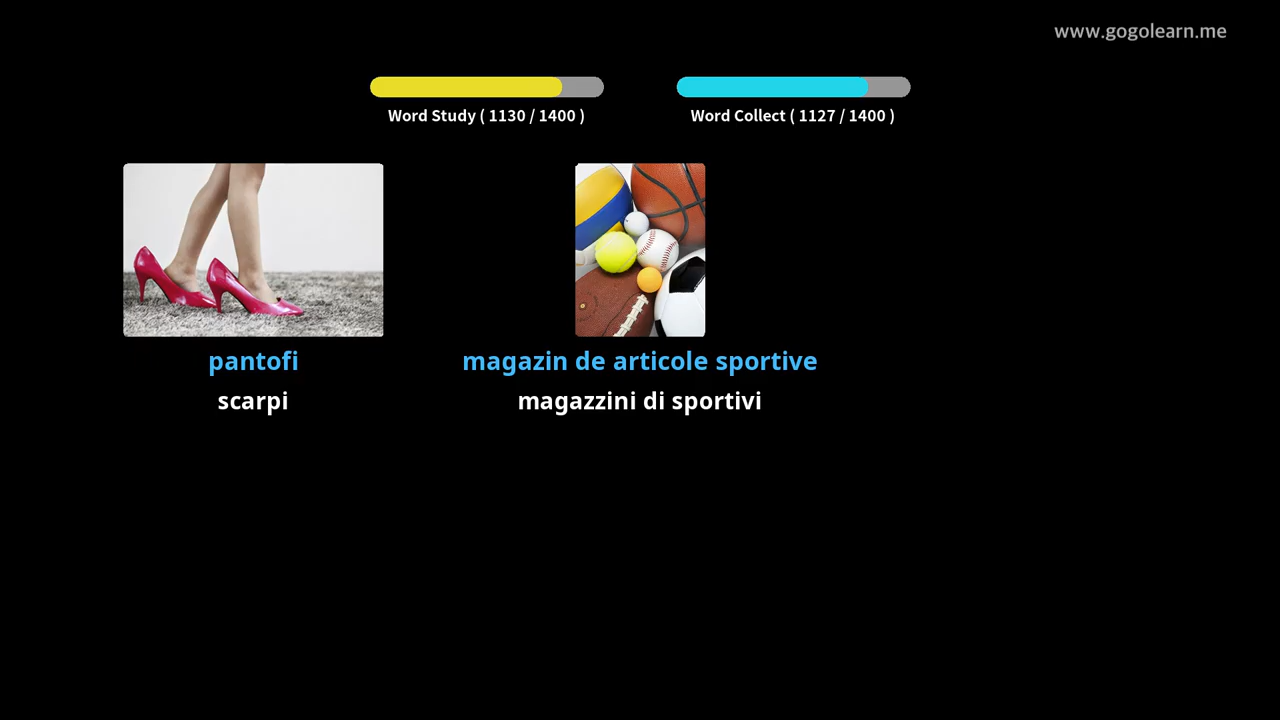 www.gogolearn.me
Word Study ( 1130 / 1400 )
Word Collect ( 1127 / 1400 )
pantofi
scarpi
magazin de articole sportive
magazzini di sportivi